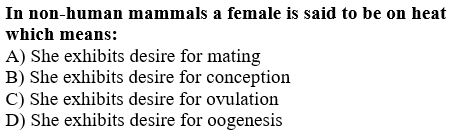 In non-human mammals a female is said to be on heat
which means:
A) She exhibits desire for mating
B) She exhibits desire for conception
C) She exhibits desire for ovulation
D) She exhibits desire for oogenesis